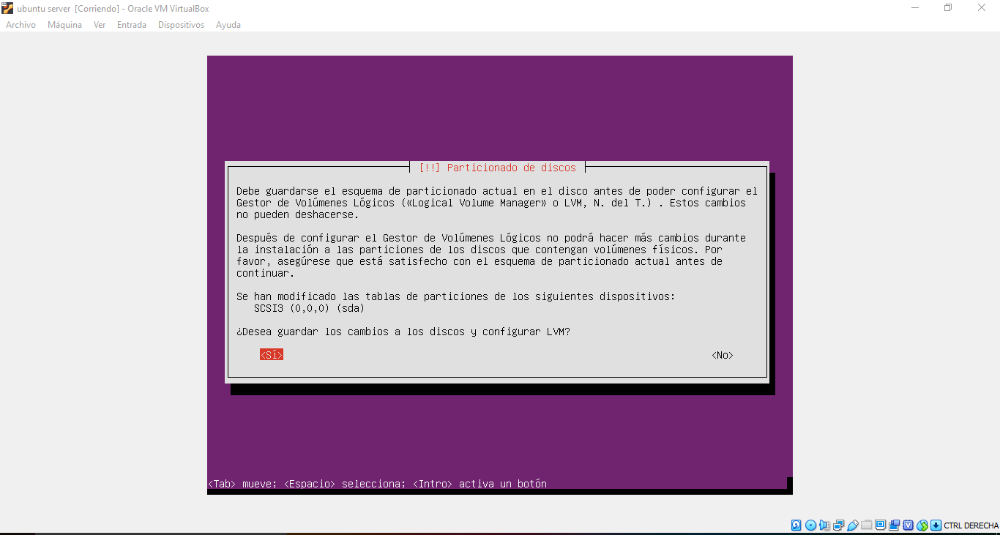 ubuntu server [Corriendo] - Oracle VM VirtualBox
Archivo Máquina Ver Entrada Dispositivos Ayuda
[!!] Particionado de discos
Debe guardarse el esquema de particionado actual en el disco antes de poder configurar el
Gestor de Volúmenes Lógicos («Logical Volume Manager» o LVM, N. del T.) . Estos cambios
no pueden deshacerse.
Después de configurar el Gestor de Volúmenes Lógicos no podrá hacer más cambios durante
la instalación a las particiones de los discos que contengan volúmenes físicos. Por
favor, asegúrese que está satisfecho con el esquema de particionado actual antes de
continuar.
Se han modificado las tablas de particiones de los siguientes dispositivos:
SCSI3 (0,0,0) (sda)
¿Desea guardar los cambios a los discos y configurar LVM?
<Sí> <No>
<Tab> mueve; <Espacio> selecciona; <Intro> activa un botón
CTRL DERECHA